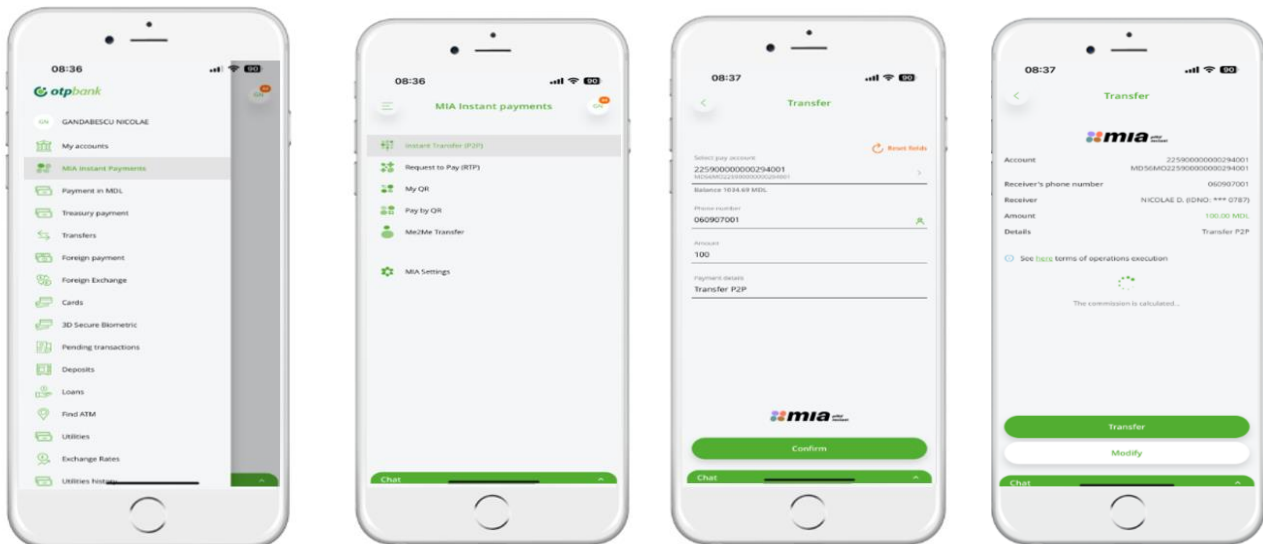 08:36
90
otpbank
GN
GN GANDABESCU NICOLAE
My accounts
MIA Instant Payments
Payment in MDL
Treasury payment
Transfers
Foreign payment
Foreign Exchange
Cards
3D Secure Biometric
Pending transactions
Deposits
Loans
Find ATM
Utilities
Exchange Rates
Utilities history
08:36
90
MIA Instant payments
GN
Instant Transfer (P2P)
Request to Pay (RTP)
My QR
Pay by QR
Me2Me Transfer
MIA Settings
Chat
08:37
90
Transfer
Reset fields
Select pay account
225900000000294001
Balance 1034.69 MDL
Phone number
060907001
Amount
100
Payment details
Transfer P2P
mia
Confirm
Chat
08:37
90
Transfer
mia
Account 225900000000294001
MD56MO225900000000294001
Receiver's phone number 060907001
Receiver NICOLAE D. (IDNO: *** 0787)
Amount 100.00 MDL
Details Transfer P2P
See here terms of operations execution
The commission is calculated...
Transfer
Modify
Chat